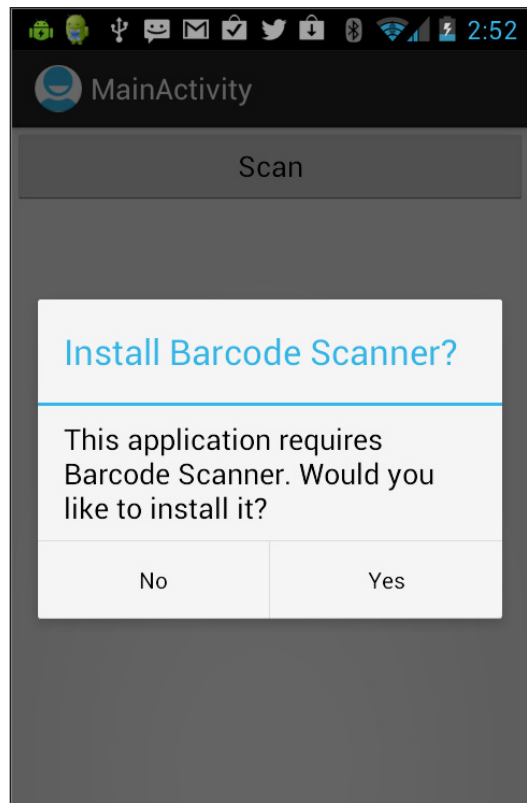 2:52
MainActivity
Scan
Install Barcode Scanner?
This application requires
Barcode Scanner. Would you
like to install it?
No Yes